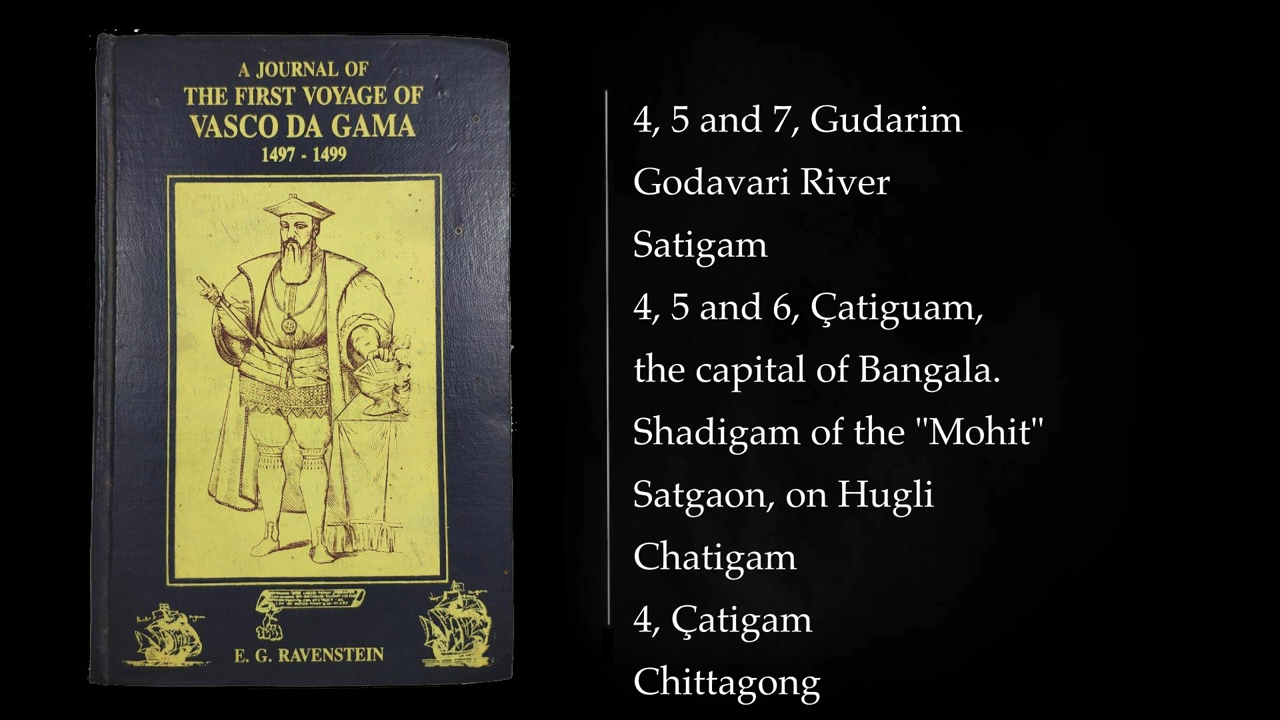 A JOURNAL OF
THE FIRST VOYAGE OF
VASCO DA GAMA
1497 - 1499
E. G. RAVENSTEIN
4, 5 and 7, Gudarim
Godavari River
Satigam
4, 5 and 6, Çatiguam,
the capital of Bangala.
Shadigam of the "Mohit"
Satgaon, on Hugli
Chatigam
4, Çatigam
Chittagong